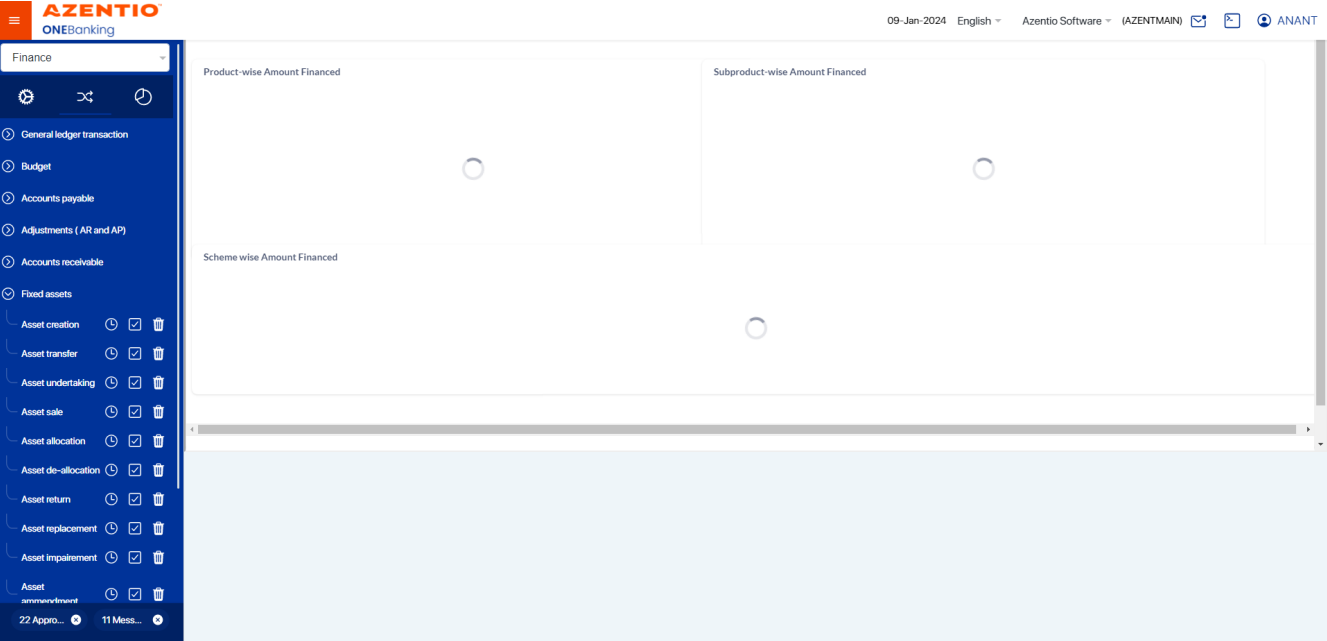 AZENTIO
ONEBanking
09-Jan-2024 English Azentio Software (AZENTMAIN) ANANT
Finance
General ledger transaction
Budget
Accounts payable
Adjustments ( AR and AP)
Accounts receivable
Fixed assets
Asset creation
Asset transfer
Asset undertaking
Asset sale
Asset allocation
Asset de-allocation
Asset return
Asset replacement
Asset impairment
Asset
ammendment
22 Appro...
11 Mess...
Product-wise Amount Financed
Subproduct-wise Amount Financed
Scheme wise Amount Financed